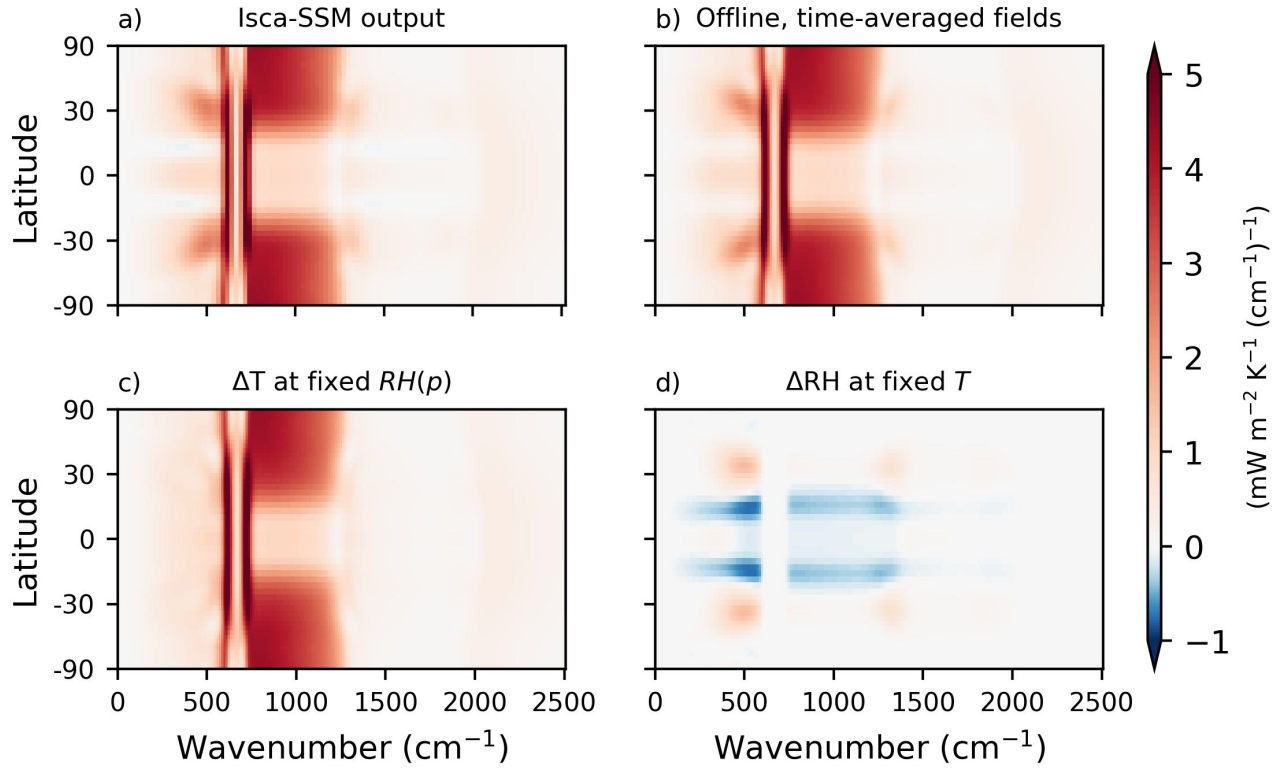 a) Isca-SSM output
b) Offline, time-averaged fields
90
30
0
-30
-90
Latitude
c) ΔT at fixed RH(p)
d) ΔRH at fixed T
90
30
0
-30
-90
Latitude
0 500 1000 1500 2000 2500
0 500 1000 1500 2000 2500
Wavenumber (cm⁻¹)
Wavenumber (cm⁻¹)
5
4
3
2
1
0
−1
(mW m⁻² K⁻¹ (cm⁻¹)⁻¹)